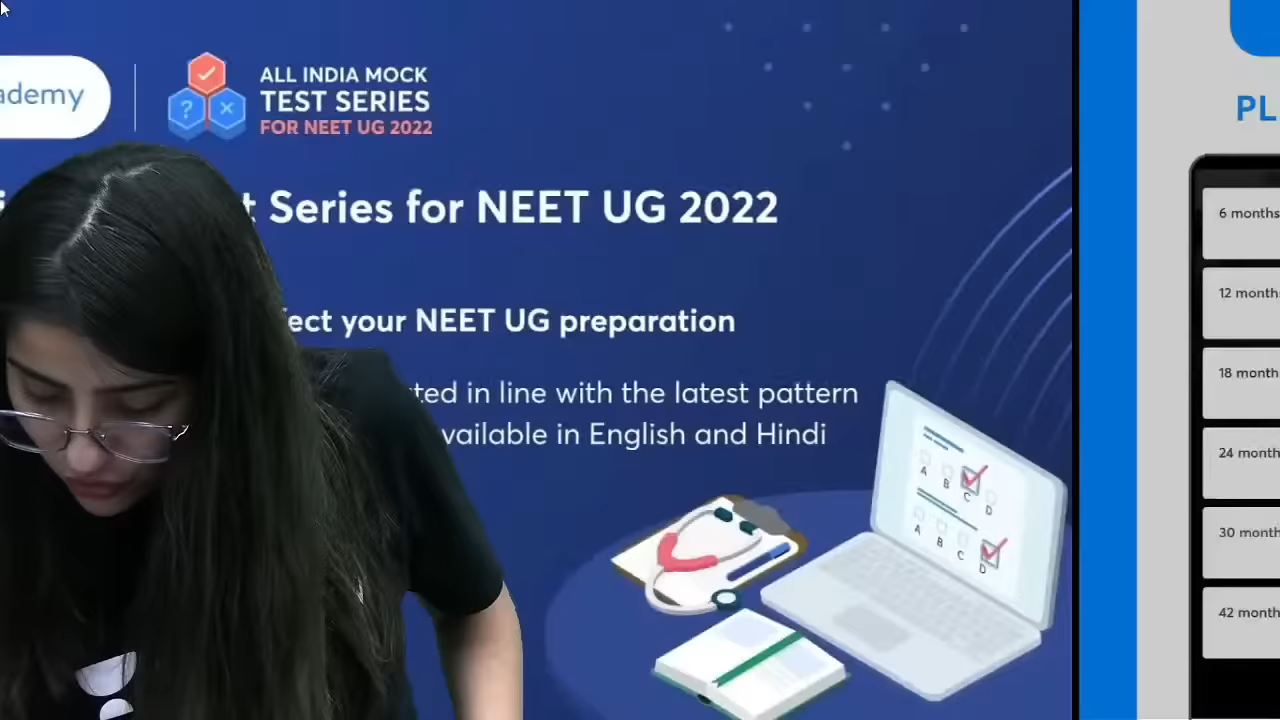 ademy
ALL INDIA MOCK
TEST SERIES
FOR NEET UG 2022
t Series for NEET UG 2022
fect your NEET UG preparation
ted in line with the latest pattern
vailable in English and Hindi
A
B
C
D
A
B
C
D
PL
6 months
12 month
18 month
24 month
30 month
42 month